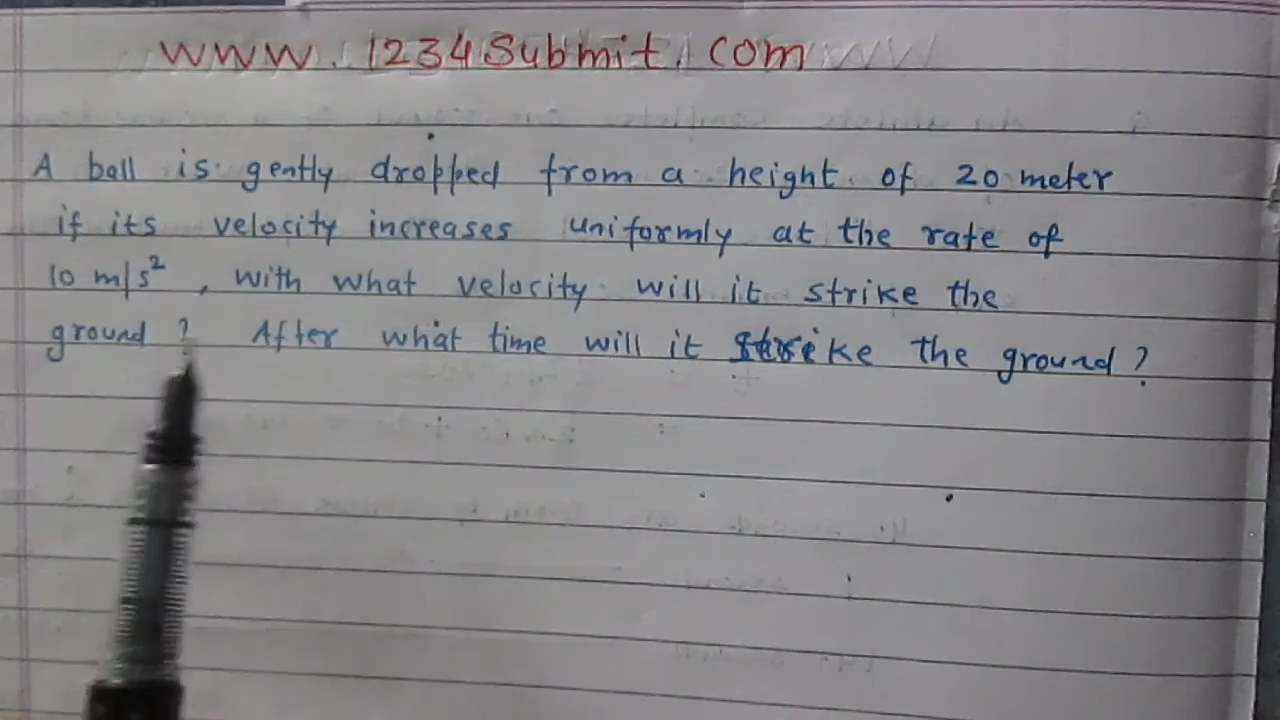 www.1234Submit.com
A ball is gently dropped from a height of 20 meter
if its velocity increases uniformly at the rate of
10 m/s², with what velocity will it strike the
ground? After what time will it strike the ground?